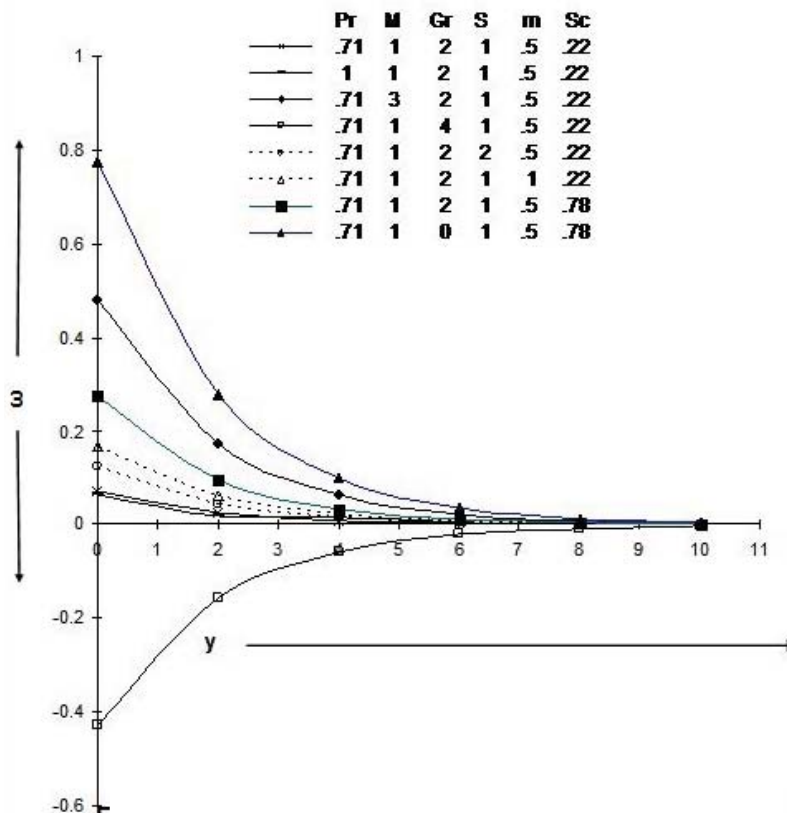 Pr M Gr S m Sc
.71 1 2 1 .5 .22
1 1 2 1 .5 .22
.71 3 2 1 .5 .22
.71 1 4 1 .5 .22
.71 1 2 2 .5 .22
.71 1 2 1 1 .22
.71 1 2 1 .5 .78
.71 1 0 1 .5 .78
1
0.8
0.6
0.4
ω
0.2
0
0 1 2 3 4 5 6 7 8 9 10 11
-0.2
y
-0.4
-0.6